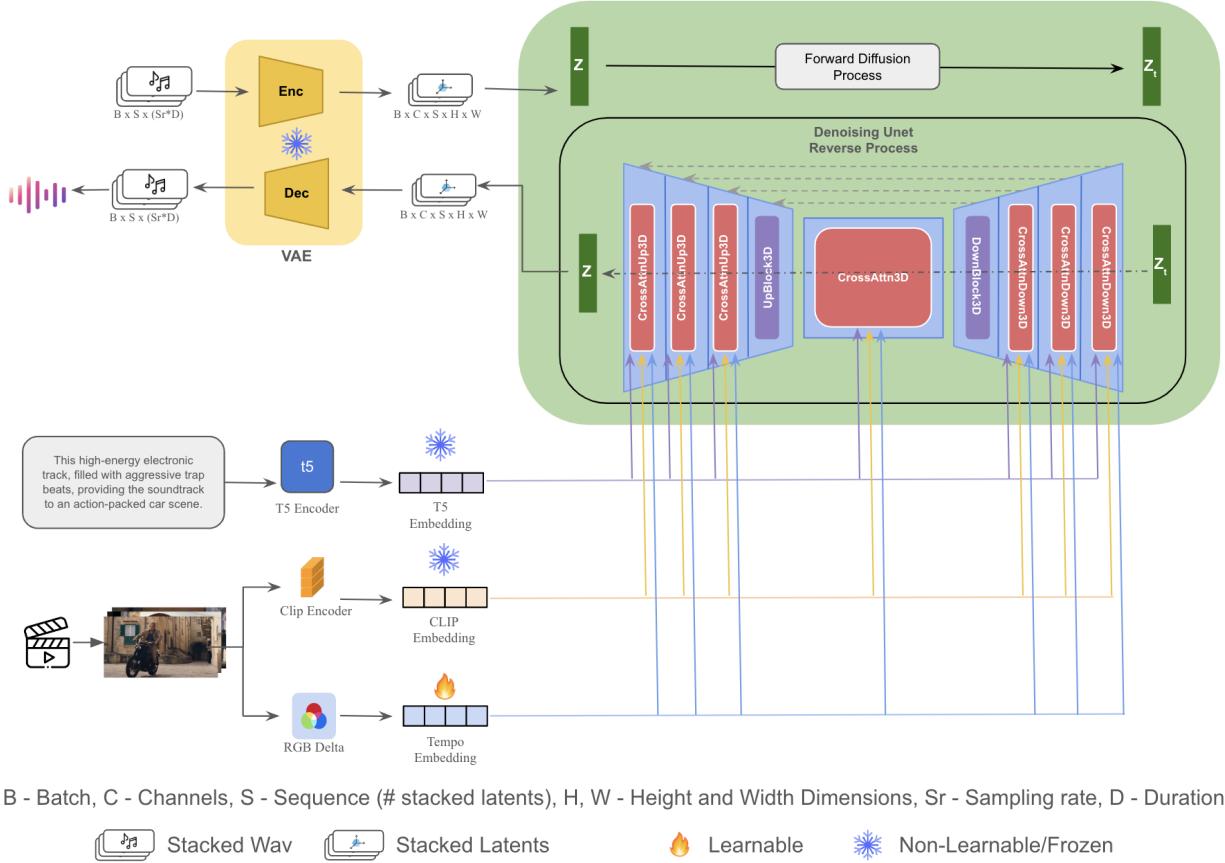 Z
Forward Diffusion
Process
Zt
Enc
B x S x (Sr*D)
B x C x S x H x W
Denoising Unet
Reverse Process
Dec
B x S x (Sr*D)
B x C x S x H x W
VAE
Z
CrossAttnUp3D
CrossAttnUp3D
CrossAttnUp3D
UpBlock3D
CrossAttn3D
DownBlock3D
CrossAttnDown3D
CrossAttnDown3D
CrossAttnDown3D
Zt
This high-energy electronic
track, filled with aggressive trap
beats, providing the soundtrack
to an action-packed car scene.
t5
T5 Encoder
T5
Embedding
Clip Encoder
CLIP
Embedding
RGB Delta
Tempo
Embedding
B - Batch, C - Channels, S - Sequence (# stacked latents), H, W - Height and Width Dimensions, Sr - Sampling rate, D - Duration
Stacked Wav
Stacked Latents
Learnable
Non-Learnable/Frozen